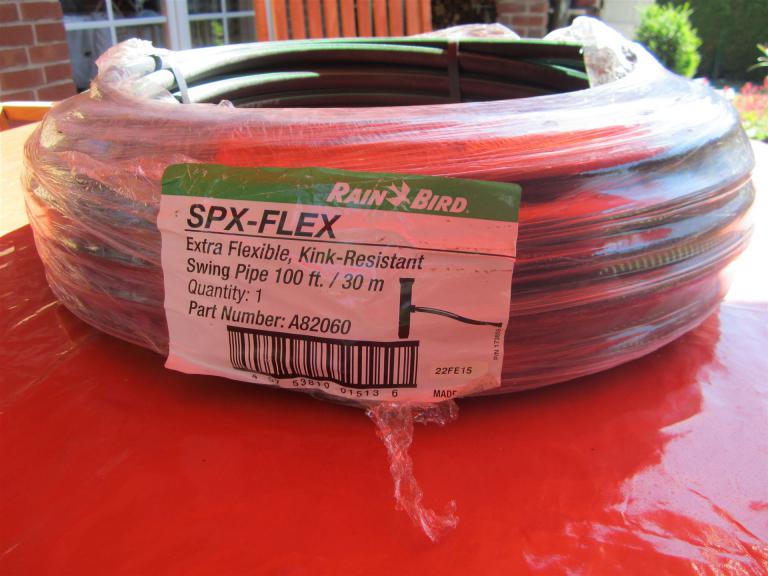 RAIN BIRD
SPX-FLEX
Extra Flexible, Kink-Resistant
Swing Pipe 100 ft. / 30 m
Quantity: 1
Part Number: A82060
22FE15
MADE